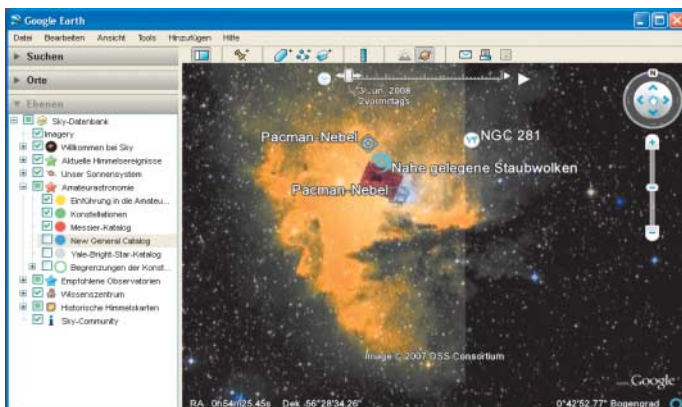 Google Earth
Datei Bearbeiten Ansicht Tools Hinzufügen Hilfe
Suchen
Orte
Ebenen
Sky-Datenbank
Imagery
Willkommen bei Sky
Aktuelle Himmelsereignisse
Unser Sonnensystem
Amateurastronomie
Einführung in die Amateu...
Konstellationen
Messier-Katalog
New General Catalog
Yale-Bright-Star-Katalog
Begrenzungen der Konst...
Empfohlene Observatorien
Wissenszentrum
Historische Himmelskarten
Sky-Community
3 Jun, 2008
2vormttags
N
Pacman-Nebel
NGC 281
Nahe gelegene Staubwolken
Pacman-Nebel
Image © 2007 DSS Consortium
Google
RA 0h54m25.45s Dek -56°28'34.26" 0°42'52.77" Bogengrad